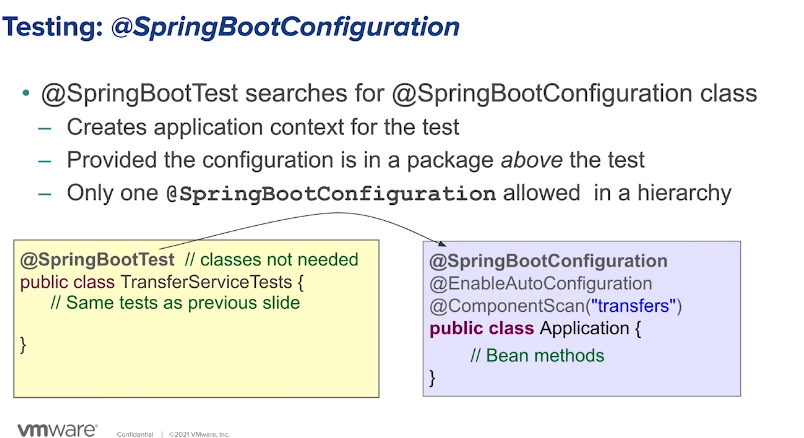 Testing: @SpringBootConfiguration
• @SpringBootTest searches for @SpringBootConfiguration class
– Creates application context for the test
– Provided the configuration is in a package above the test
– Only one @SpringBootConfiguration allowed in a hierarchy
@SpringBootTest // classes not needed
public class TransferServiceTests {
// Same tests as previous slide
}
@SpringBootConfiguration
@EnableAutoConfiguration
@ComponentScan("transfers")
public class Application {
// Bean methods
}
vmware®
Confidential | ©2021 VMware, Inc.